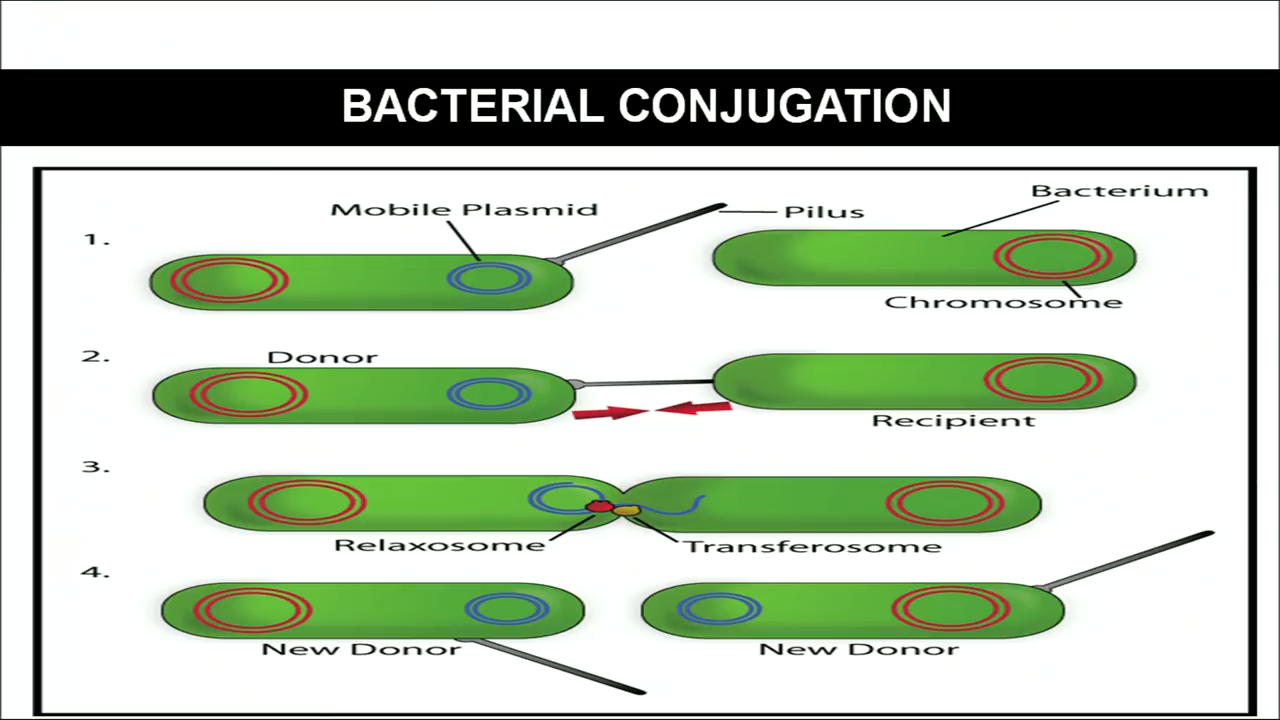 BACTERIAL CONJUGATION
Bacterium
Mobile Plasmid
Pilus
1.
Chromosome
2.
Donor
Recipient
3.
Relaxosome
Transferosome
4.
New Donor
New Donor